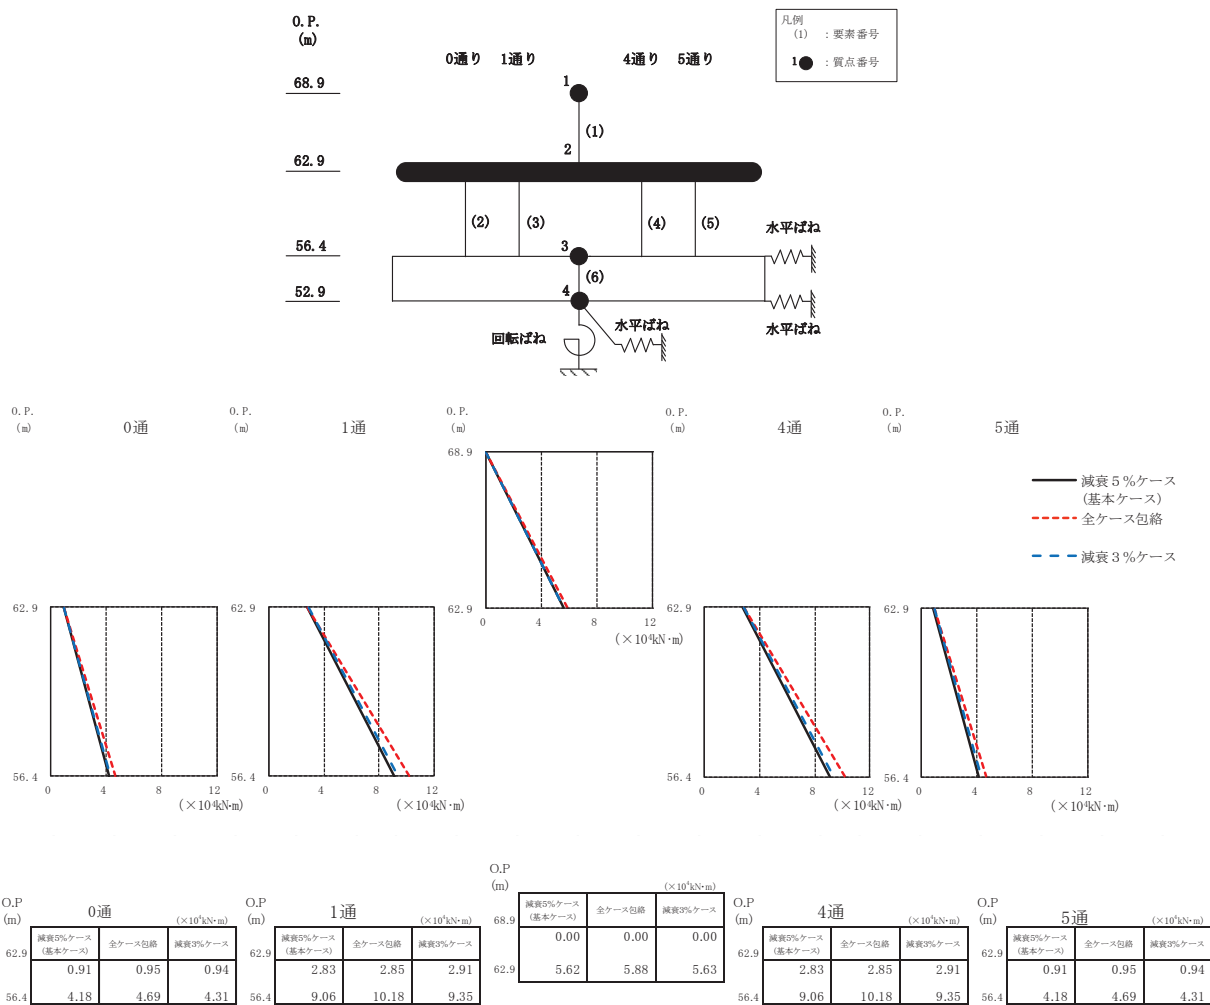 O.P.
(m)
凡例
(1) : 要素番号
1 : 質点番号
0通り 1通り 4通り 5通り
68.9
1
(1)
62.9
2
(2) (3) (4) (5)
水平ばね
56.4
3
(6)
52.9
4
水平ばね
回転ばね
水平ばね
O.P.
(m)
0通
62.9
56.4
0 4 8 12
(×10⁴kN·m)
O.P.
(m)
1通
62.9
56.4
0 4 8 12
(×10⁴kN·m)
O.P.
(m)
68.9
62.9
0 4 8 12
(×10⁴kN·m)
O.P.
(m)
4通
62.9
56.4
0 4 8 12
(×10⁴kN·m)
O.P.
(m)
5通
62.9
56.4
0 4 8 12
(×10⁴kN·m)
減衰5%ケース
(基本ケース)
全ケース包絡
減衰3%ケース
O.P
(m)
0通
(×10⁴kN·m)
減衰5%ケース
(基本ケース)
全ケース包絡
減衰3%ケース
62.9
0.91 0.95 0.94
56.4 4.18 4.69 4.31
O.P
(m)
1通
(×10⁴kN·m)
減衰5%ケース
(基本ケース)
全ケース包絡
減衰3%ケース
62.9
2.83 2.85 2.91
56.4 9.06 10.18 9.35
O.P
(m)
(×10⁴kN·m)
減衰5%ケース
(基本ケース)
全ケース包絡
減衰3%ケース
68.9
0.00 0.00 0.00
62.9 5.62 5.88 5.63
O.P
(m)
4通
(×10⁴kN·m)
減衰5%ケース
(基本ケース)
全ケース包絡
減衰3%ケース
62.9
2.83 2.85 2.91
56.4 9.06 10.18 9.35
O.P
(m)
5通
(×10⁴kN·m)
減衰5%ケース
(基本ケース)
全ケース包絡
減衰3%ケース
62.9
0.91 0.95 0.94
56.4 4.18 4.69 4.31